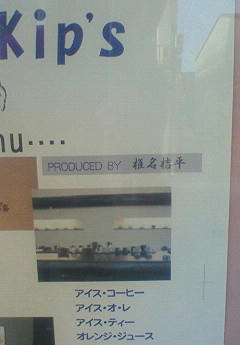 Kip's
nu····
PRODUCED BY 椎名桔平
アイス・コーヒー
アイス・オ・レ
アイス・ティー
オレンジ・ジュース